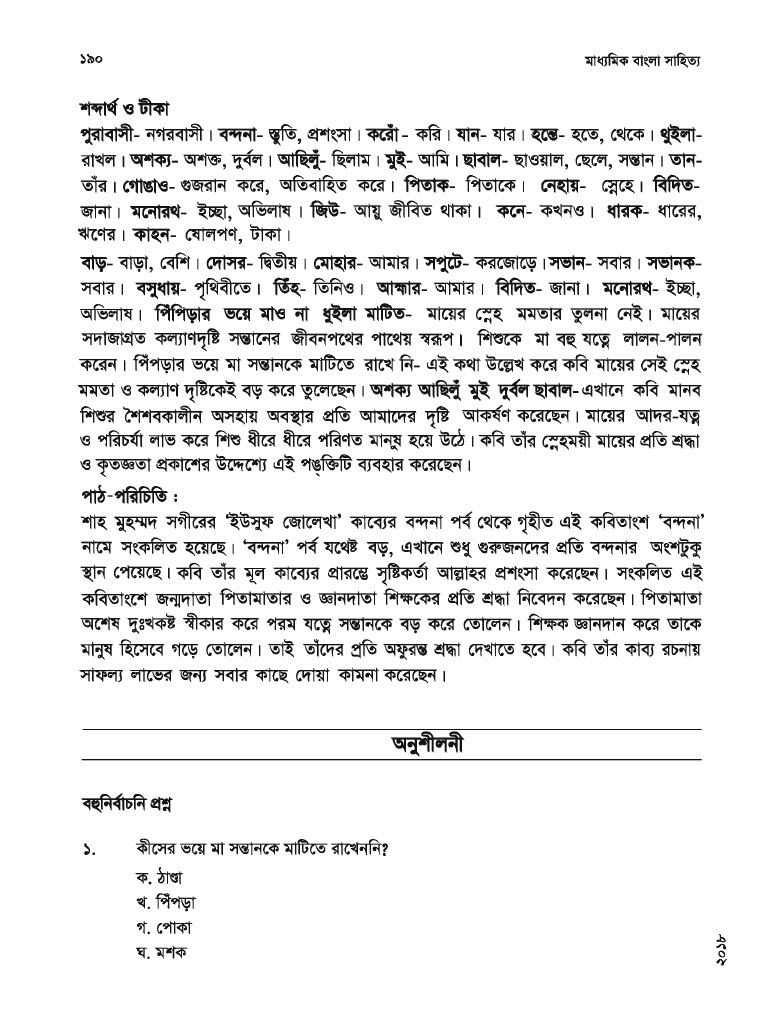 ১৯০
মাধ্যমিক বাংলা সাহিত্য
শব্দার্থ ও টীকা
পুরাবাসী- নগরবাসী। বন্দনা- স্তুতি, প্রশংসা। করোঁ - করি। যান- যার। হন্তে- হতে, থেকে। থুইলা-
রাখল। অশক্য- অশক্ত, দুর্বল। আছিলুঁ- ছিলাম। মুই- আমি। ছাবাল- ছাওয়াল, ছেলে, সন্তান। তান-
তাঁর। গোঙাও- গুজরান করে, অতিবাহিত করে। পিতাক- পিতাকে। নেহায়- স্নেহে। বিদিত-
জানা। মনোরথ- ইচ্ছা, অভিলাষ। জিউ- আয়ু জীবিত থাকা। কনে- কখনও। ধারক- ধারের,
ঋণের। কাহন- ষোলপণ, টাকা।
বাড়- বাড়া, বেশি। দোসর- দ্বিতীয়। মোহার- আমার। সপুটে- করজোড়ে। সভান- সবার। সভানক-
সবার। বসুধায়- পৃথিবীতে। তিঁহ- তিনিও। আহ্মার- আমার। বিদিত- জানা। মনোরথ- ইচ্ছা,
অভিলাষ। পিঁপিড়ার ভয়ে মাও না থুইলা মাটিত- মায়ের স্নেহ মমতার তুলনা নেই। মায়ের
সদাজাগ্রত কল্যাণদৃষ্টি সন্তানের জীবনপথের পাথেয় স্বরূপ। শিশুকে মা বহু যত্নে লালন-পালন
করেন। পিঁপড়ার ভয়ে মা সন্তানকে মাটিতে রাখে নি- এই কথা উল্লেখ করে কবি মায়ের সেই স্নেহ
মমতা ও কল্যাণ দৃষ্টিকেই বড় করে তুলেছেন। অশক্য আছিলুঁ মুই দুর্বল ছাবাল-এখানে কবি মানব
শিশুর শৈশবকালীন অসহায় অবস্থার প্রতি আমাদের দৃষ্টি আকর্ষণ করেছেন। মায়ের আদর-যত্ন
ও পরিচর্যা লাভ করে শিশু ধীরে ধীরে পরিণত মানুষ হয়ে উঠে। কবি তাঁর স্নেহময়ী মায়ের প্রতি শ্রদ্ধা
ও কৃতজ্ঞতা প্রকাশের উদ্দেশ্যে এই পঙ্‌ক্তিটি ব্যবহার করেছেন।
পাঠ-পরিচিতি :
শাহ মুহম্মদ সগীরের ‘ইউসুফ জোলেখা’ কাব্যের বন্দনা পর্ব থেকে গৃহীত এই কবিতাংশ ‘বন্দনা’
নামে সংকলিত হয়েছে। ‘বন্দনা’ পর্ব যথেষ্ট বড়, এখানে শুধু গুরুজনদের প্রতি বন্দনার অংশটুকু
স্থান পেয়েছে। কবি তাঁর মূল কাব্যের প্রারম্ভে সৃষ্টিকর্তা আল্লাহর প্রশংসা করেছেন। সংকলিত এই
কবিতাংশে জন্মদাতা পিতামাতার ও জ্ঞানদাতা শিক্ষকের প্রতি শ্রদ্ধা নিবেদন করেছেন। পিতামাতা
অশেষ দুঃখকষ্ট স্বীকার করে পরম যত্নে সন্তানকে বড় করে তোলেন। শিক্ষক জ্ঞানদান করে তাকে
মানুষ হিসেবে গড়ে তোলেন। তাই তাঁদের প্রতি অফুরন্ত শ্রদ্ধা দেখাতে হবে। কবি তাঁর কাব্য রচনায়
সাফল্য লাভের জন্য সবার কাছে দোয়া কামনা করেছেন।
অনুশীলনী
বহুনির্বাচনি প্রশ্ন
১. কীসের ভয়ে মা সন্তানকে মাটিতে রাখেননি?
ক. ঠাণ্ডা
খ. পিঁপড়া
গ. পোকা
ঘ. মশক
২০১৮